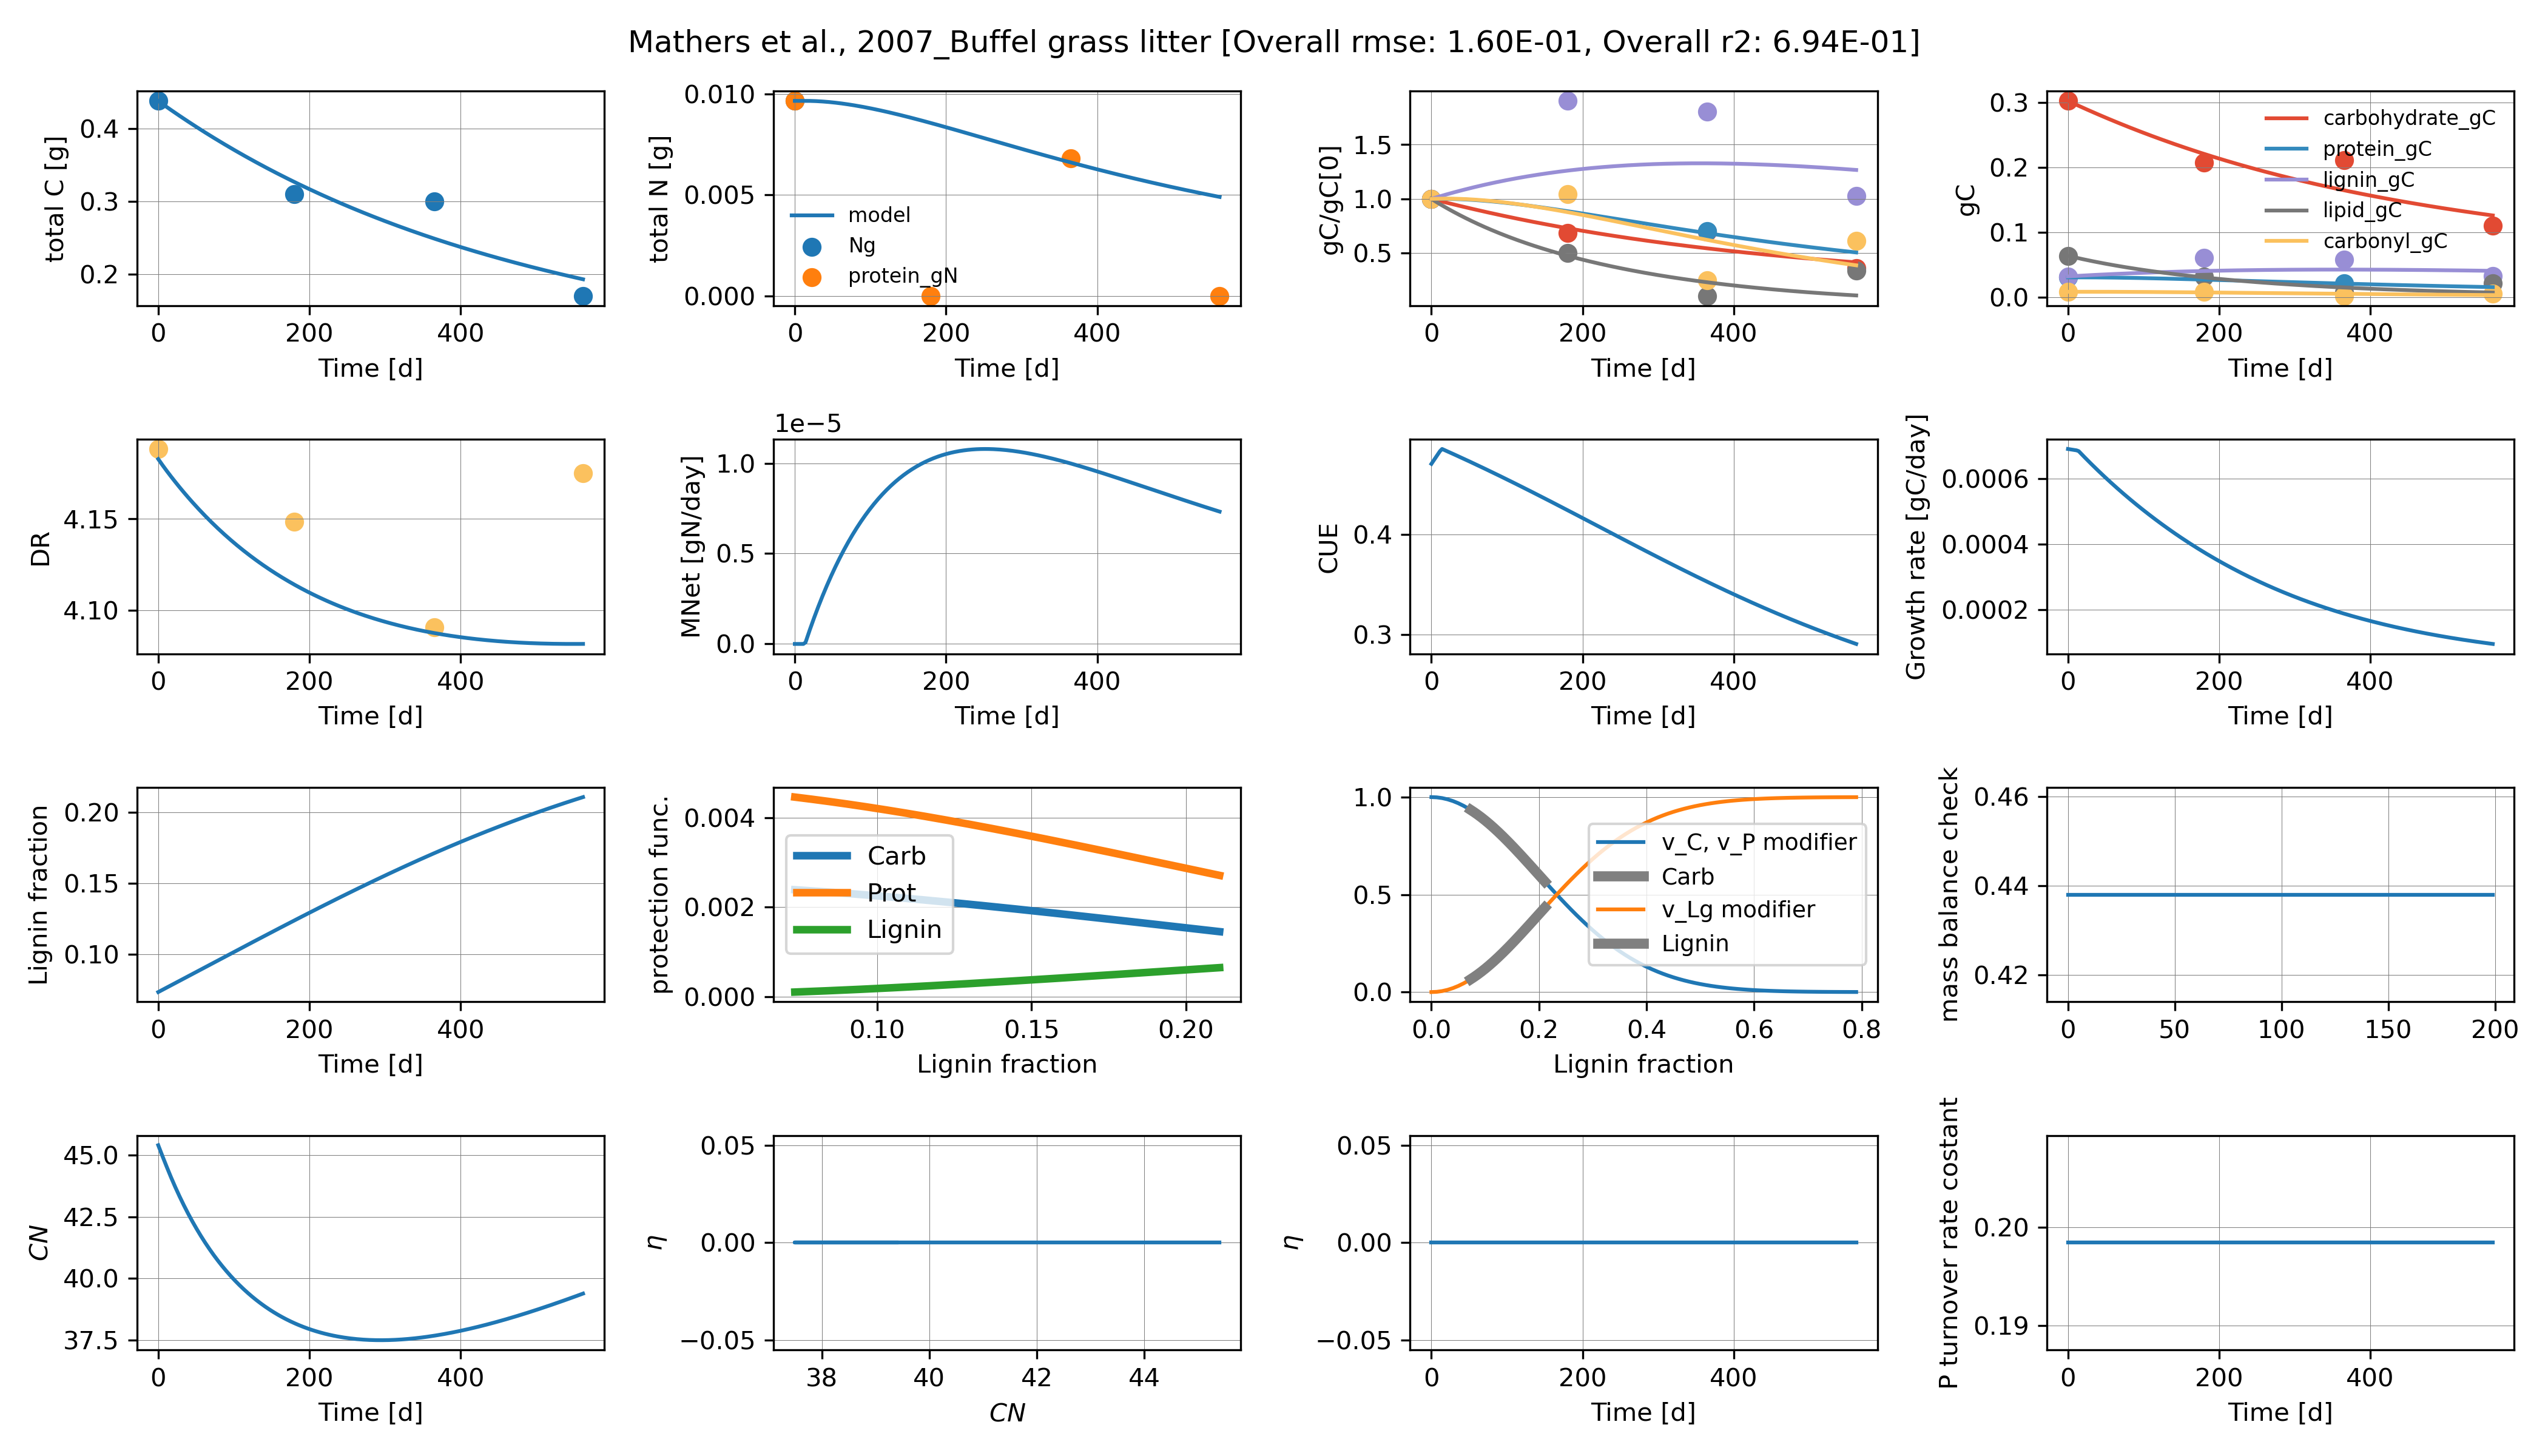 Mathers et al., 2007_Buffel grass litter [Overall rmse: 1.60E-01, Overall r2: 6.94E-01]
total C [g]
0.4
0.3
0.2
0 200 400
Time [d]
total N [g]
0.010
0.005
0.000
model
Ng
protein_gN
0 200 400
Time [d]
gC/gC[0]
1.5
1.0
0.5
0 200 400
Time [d]
gC
0.3
0.2
0.1
0.0
carbohydrate_gC
protein_gC
lignin_gC
lipid_gC
carbonyl_gC
0 200 400
Time [d]
DR
4.15
4.10
0 200 400
Time [d]
1e−5
MNet [gN/day]
1.0
0.5
0.0
0 200 400
Time [d]
CUE
0.4
0.3
0 200 400
Time [d]
Growth rate [gC/day]
0.0006
0.0004
0.0002
0 200 400
Time [d]
Lignin fraction
0.20
0.15
0.10
0 200 400
Time [d]
protection func.
0.004
0.002
0.000
Carb
Prot
Lignin
0.10 0.15 0.20
Lignin fraction
1.0
0.5
0.0
v_C, v_P modifier
Carb
v_Lg modifier
Lignin
0.0 0.2 0.4 0.6 0.8
Lignin fraction
mass balance check
0.46
0.44
0.42
0 50 100 150 200
CN
45.0
42.5
40.0
37.5
0 200 400
Time [d]
η
0.05
0.00
−0.05
38 40 42 44
CN
η
0.05
0.00
−0.05
0 200 400
Time [d]
P turnover rate costant
0.20
0.19
0 200 400
Time [d]